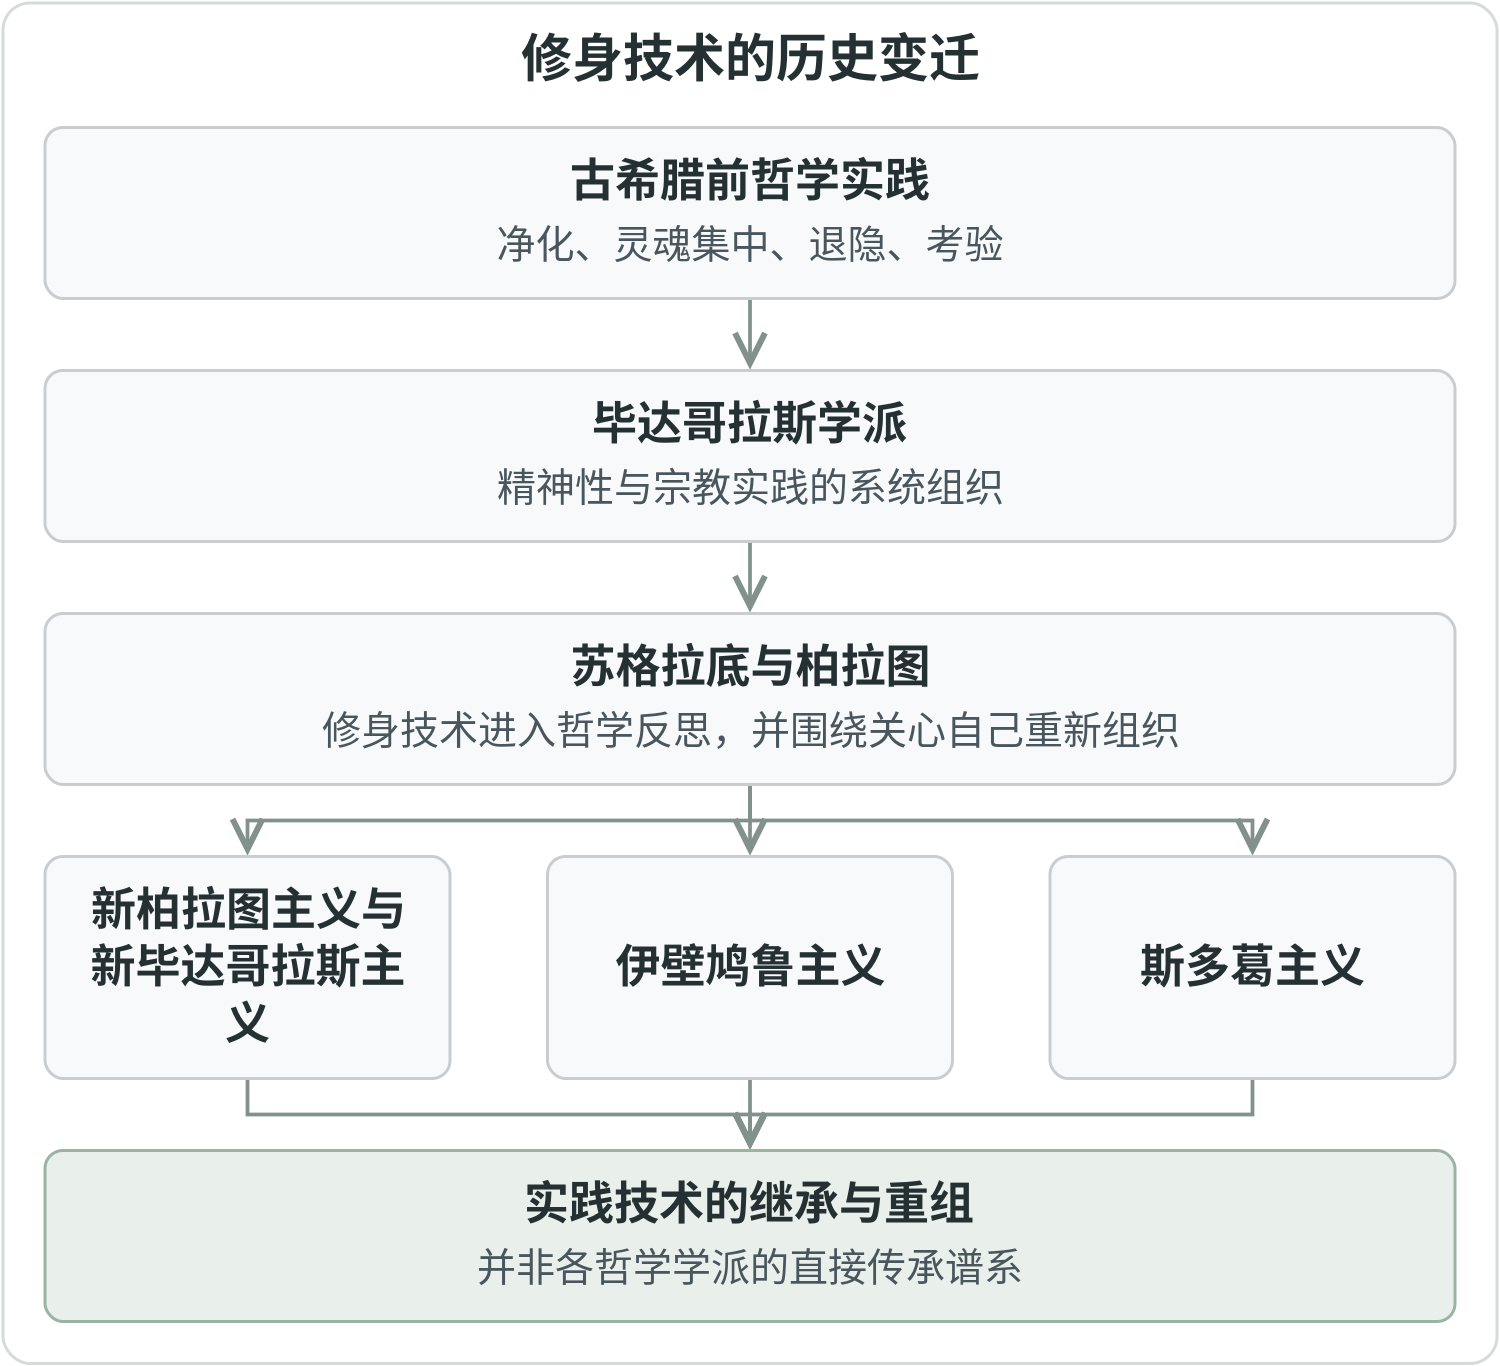 修身技术的历史变迁
古希腊前哲学实践
净化、灵魂集中、退隐、考验
毕达哥拉斯学派
精神性与宗教实践的系统组织
苏格拉底与柏拉图
修身技术进入哲学反思，并围绕关心自己重新组织
新柏拉图主义与
新毕达哥拉斯主
义
伊壁鸠鲁主义
斯多葛主义
实践技术的继承与重组
并非各哲学学派的直接传承谱系